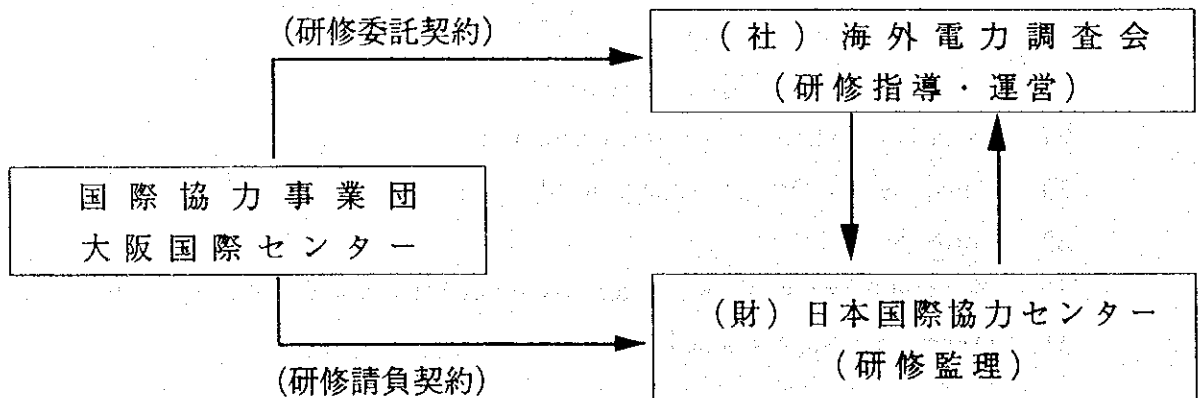 (研修委託契約)
(社)海外電力調査会
(研修指導・運営)
国際協力事業団
大阪国際センター
(財)日本国際協力センター
(研修監理)
(研修請負契約)